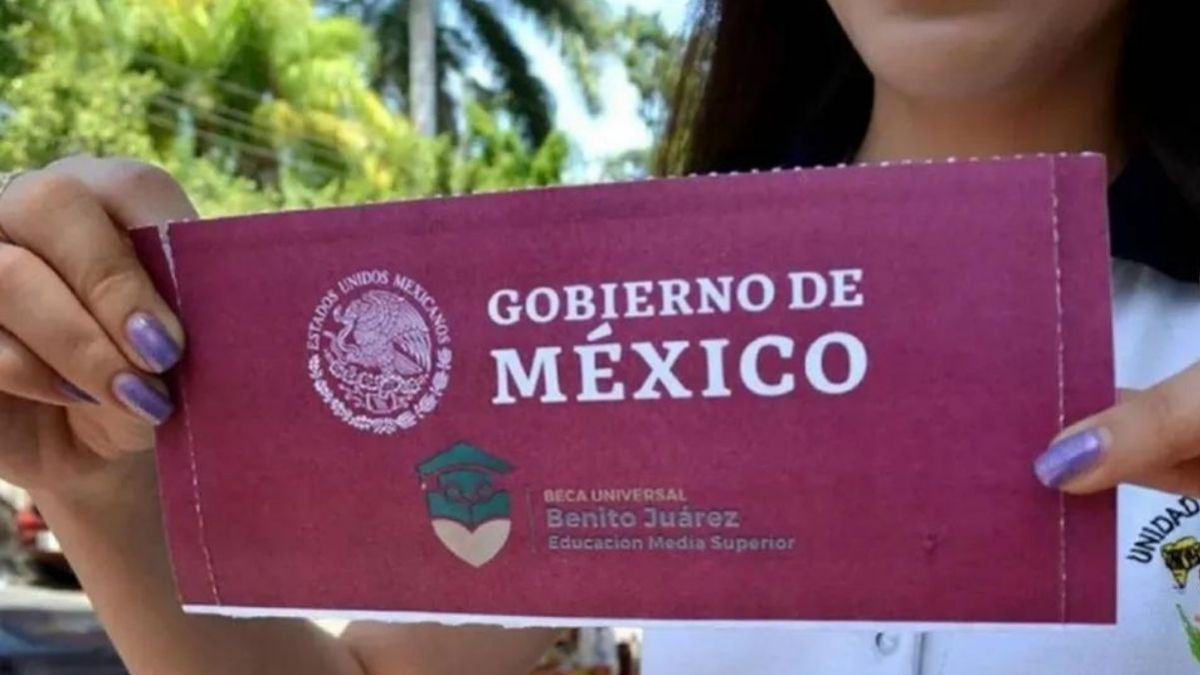 ESTADOS UNIDOS MEXICANOS
GOBIERNO DE
MÉXICO
BECA UNIVERSAL
Benito Juárez
Educacion Media Superior
UNIDAD